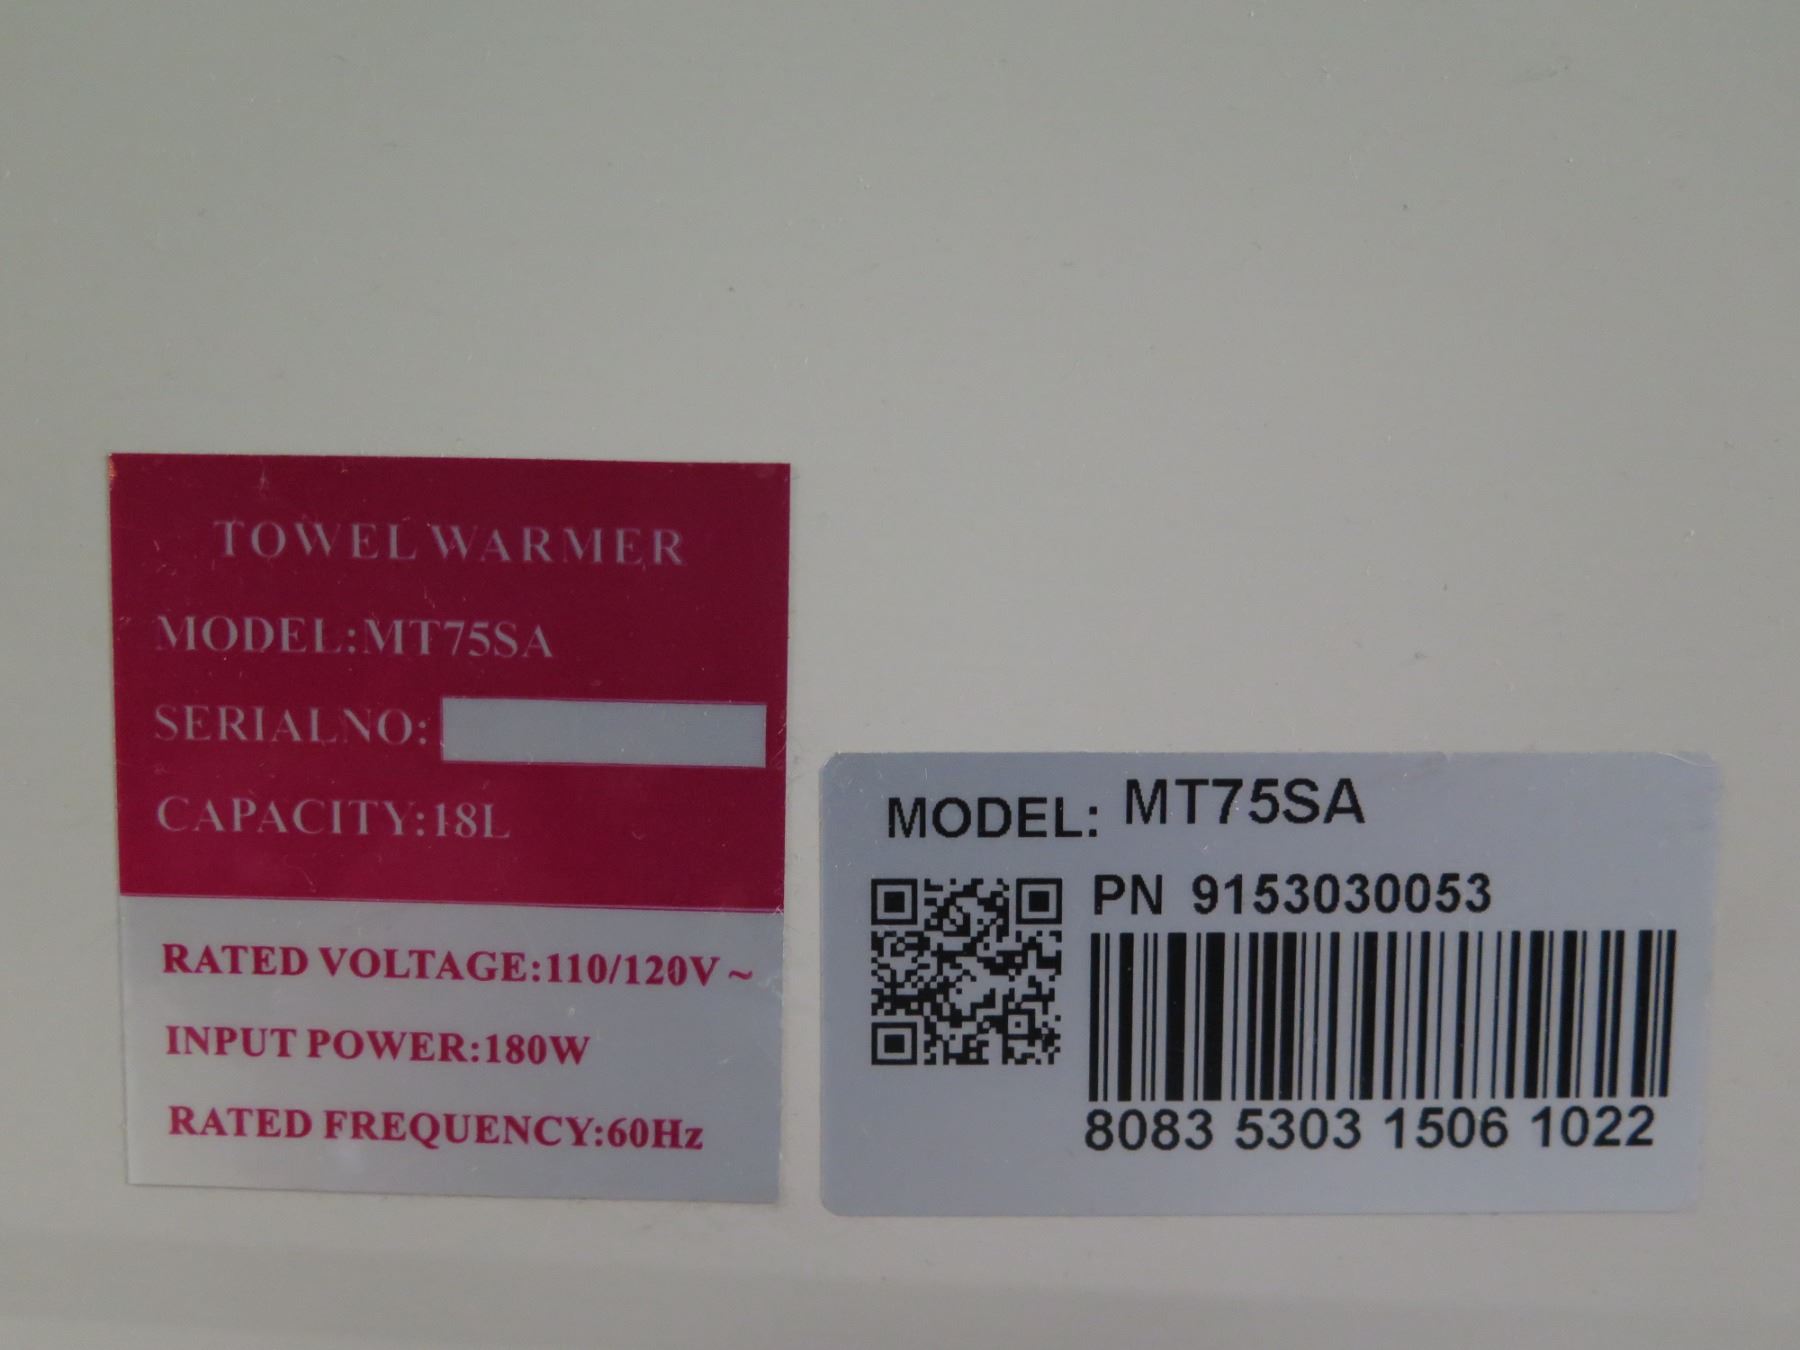 TOWEL WARMER
MODEL:MT75SA
SERIALNO:
CAPACITY:18L
RATED VOLTAGE:110/120V~
INPUT POWER:180W
RATED FREQUENCY:60Hz
MODEL: MT75SA
PN 9153030053
8083 5303 1506 1022